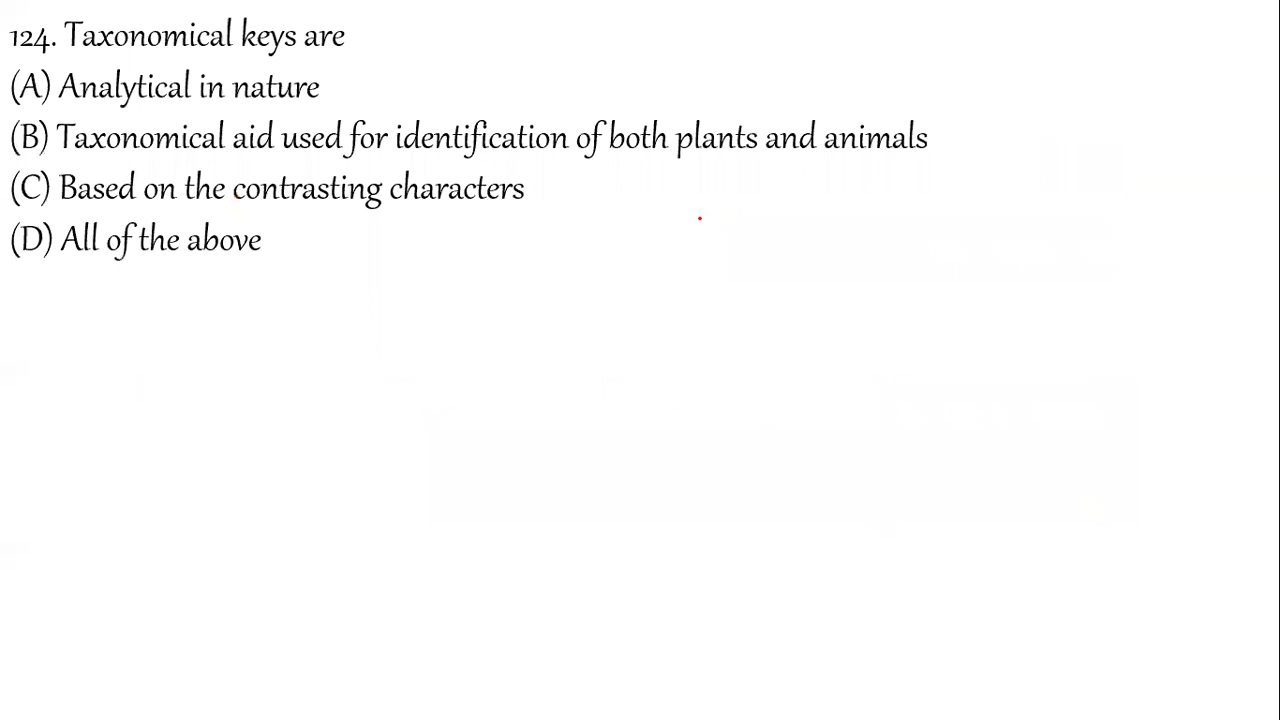 124. Taxonomical keys are
(A) Analytical in nature
(B) Taxonomical aid used for identification of both plants and animals
(C) Based on the contrasting characters
(D) All of the above